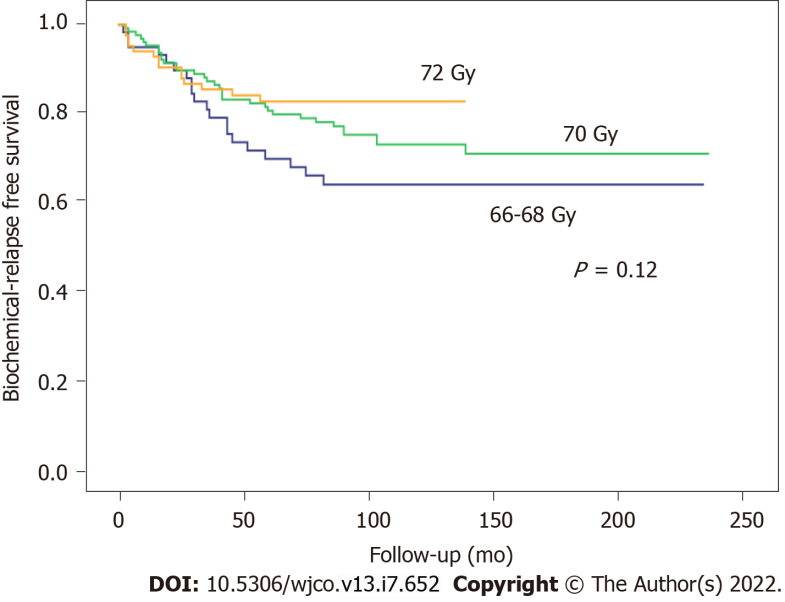 1.0
0.8
0.6
0.4
0.2
0.0
Biochemical-relapse free survival
72 Gy
70 Gy
66-68 Gy
P = 0.12
0 50 100 150 200 250
Follow-up (mo)
DOI: 10.5306/wjco.v13.i7.652 Copyright © The Author(s) 2022.